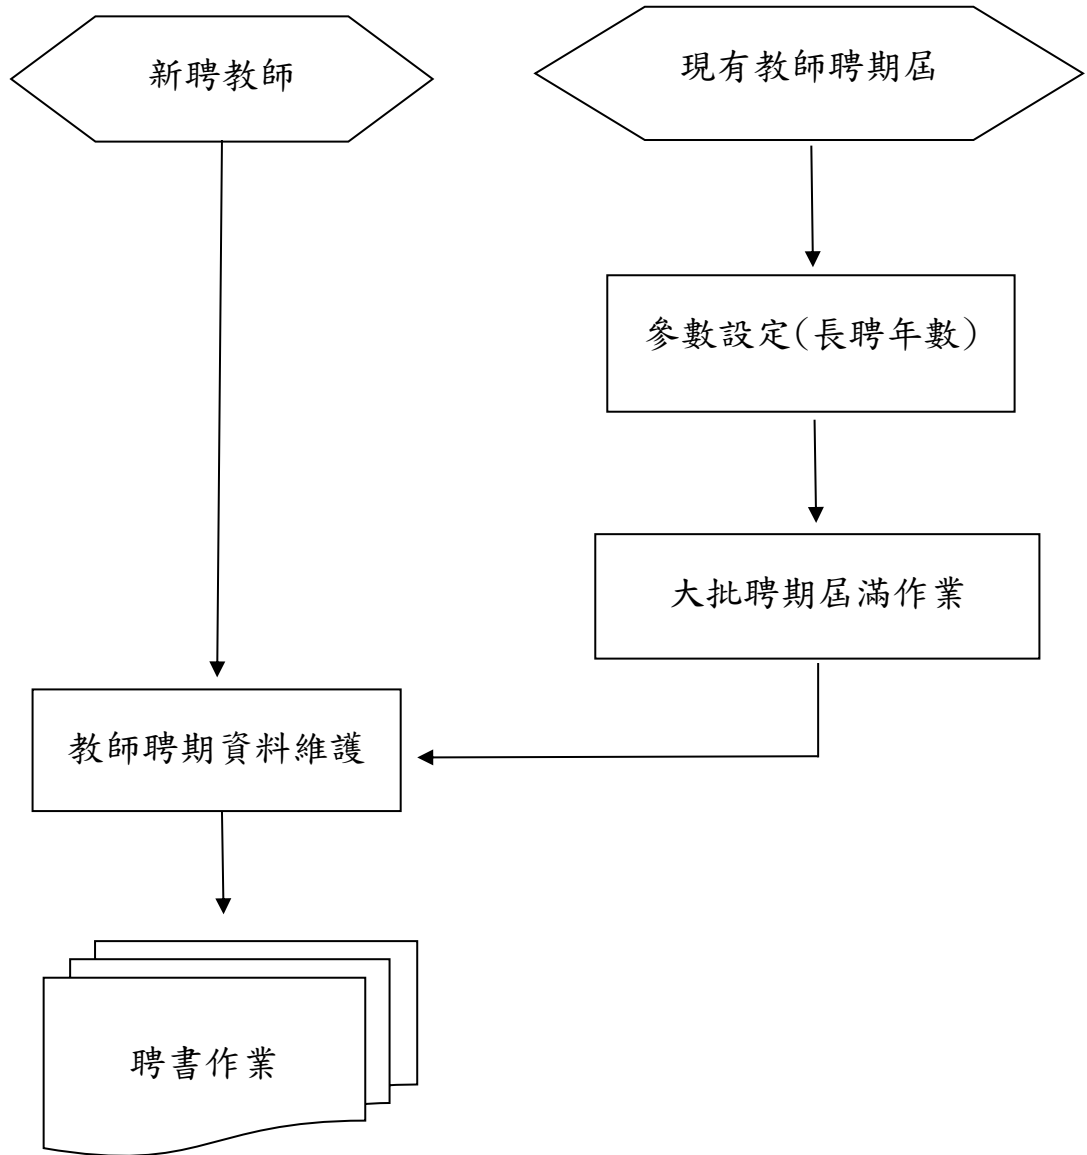 新聘教師
現有教師聘期屆
參數設定(長聘年數)
大批聘期屆滿作業
教師聘期資料維護
聘書作業